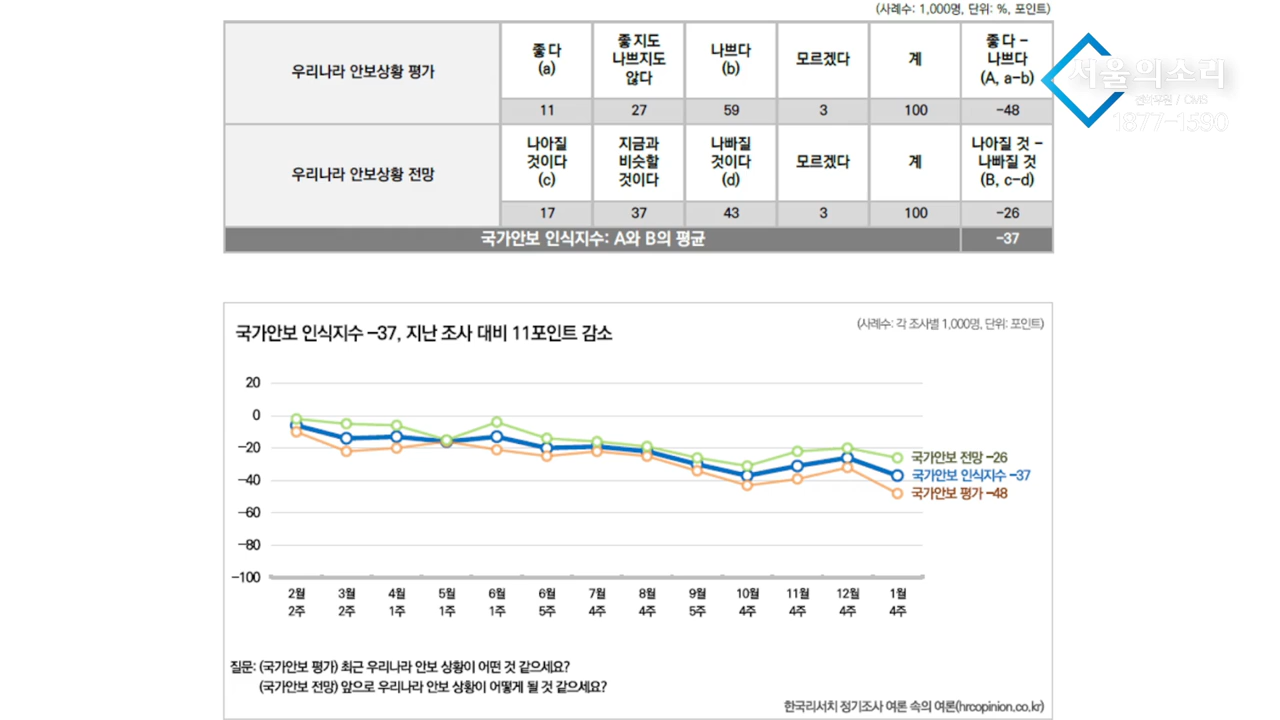 (사례수: 1,000명, 단위: %, 포인트)
우리나라 안보상황 평가
좋다
(a)
좋지도
나쁘지도
않다
나쁘다
(b)
모르겠다
계
좋다 –
나쁘다
(A, a–b)
11
27
59
3
100
–48
우리나라 안보상황 전망
나아질
것이다
(c)
지금과
비슷할
것이다
나빠질
것이다
(d)
모르겠다
계
나아질 것 –
나빠질 것
(B, c–d)
17
37
43
3
100
–26
국가안보 인식지수: A와 B의 평균
–37
서울의소리
전화후원 / CMS
1877-1590
국가안보 인식지수 –37, 지난 조사 대비 11포인트 감소
(사례수: 각 조사별 1,000명, 단위: 포인트)
20
0
–20
–40
–60
–80
–100
국가안보 전망 –26
국가안보 인식지수 –37
국가안보 평가 –48
2월 3월 4월 5월 6월 6월 7월 8월 9월 10월 11월 12월 1월
2주 2주 1주 1주 1주 5주 4주 4주 5주 4주 4주 4주 4주
질문: (국가안보 평가) 최근 우리나라 안보 상황이 어떤 것 같으세요?
(국가안보 전망) 앞으로 우리나라 안보 상황이 어떻게 될 것 같으세요?
한국리서치 정기조사 여론 속의 여론(hrcopinion.co.kr)